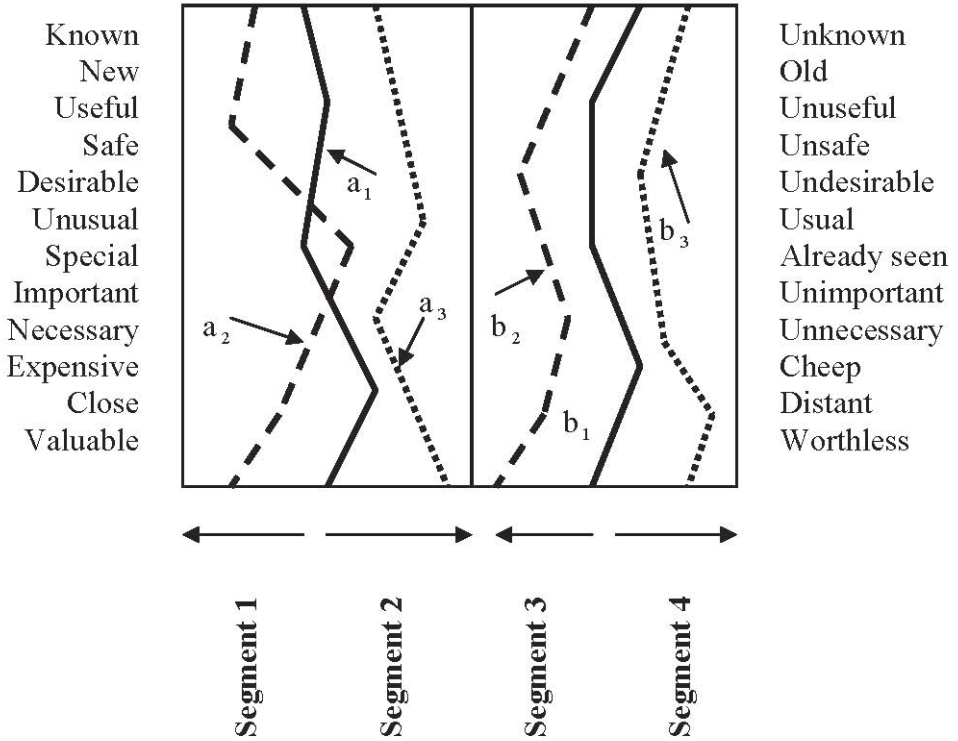 Known
New
Useful
Safe
Desirable
Unusual
Special
Important
Necessary
Expensive
Close
Valuable
a1
a2
a3
b2
b1
b3
Unknown
Old
Unuseful
Unsafe
Undesirable
Usual
Already seen
Unimportant
Unnecessary
Cheep
Distant
Worthless
Segment 1
Segment 2
Segment 3
Segment 4